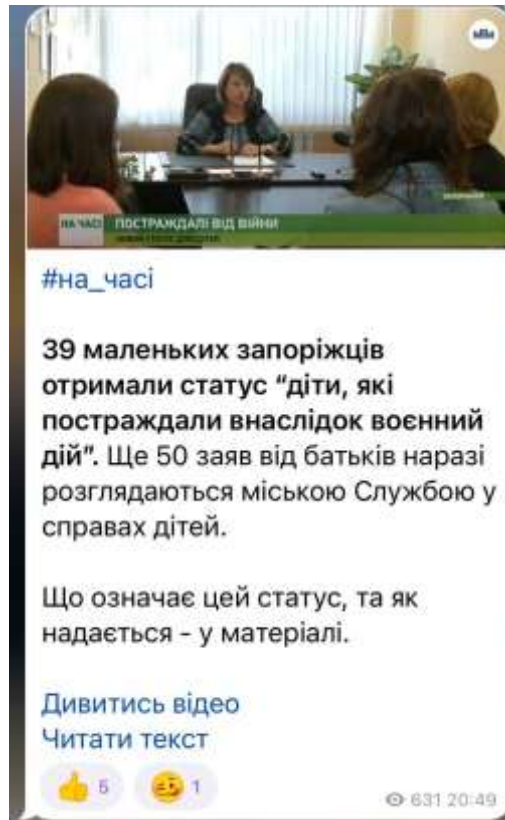 НА ЧАСІ ПОСТРАЖДАЛІ ВІД ВІЙНИ
#на_часі
39 маленьких запоріжців
отримали статус “діти, які
постраждали внаслідок воєнний
дій”. Ще 50 заяв від батьків наразі
розглядаються міською Службою у
справах дітей.
Що означає цей статус, та як
надається - у матеріалі.
Дивитись відео
Читати текст
5 1 631 20:49